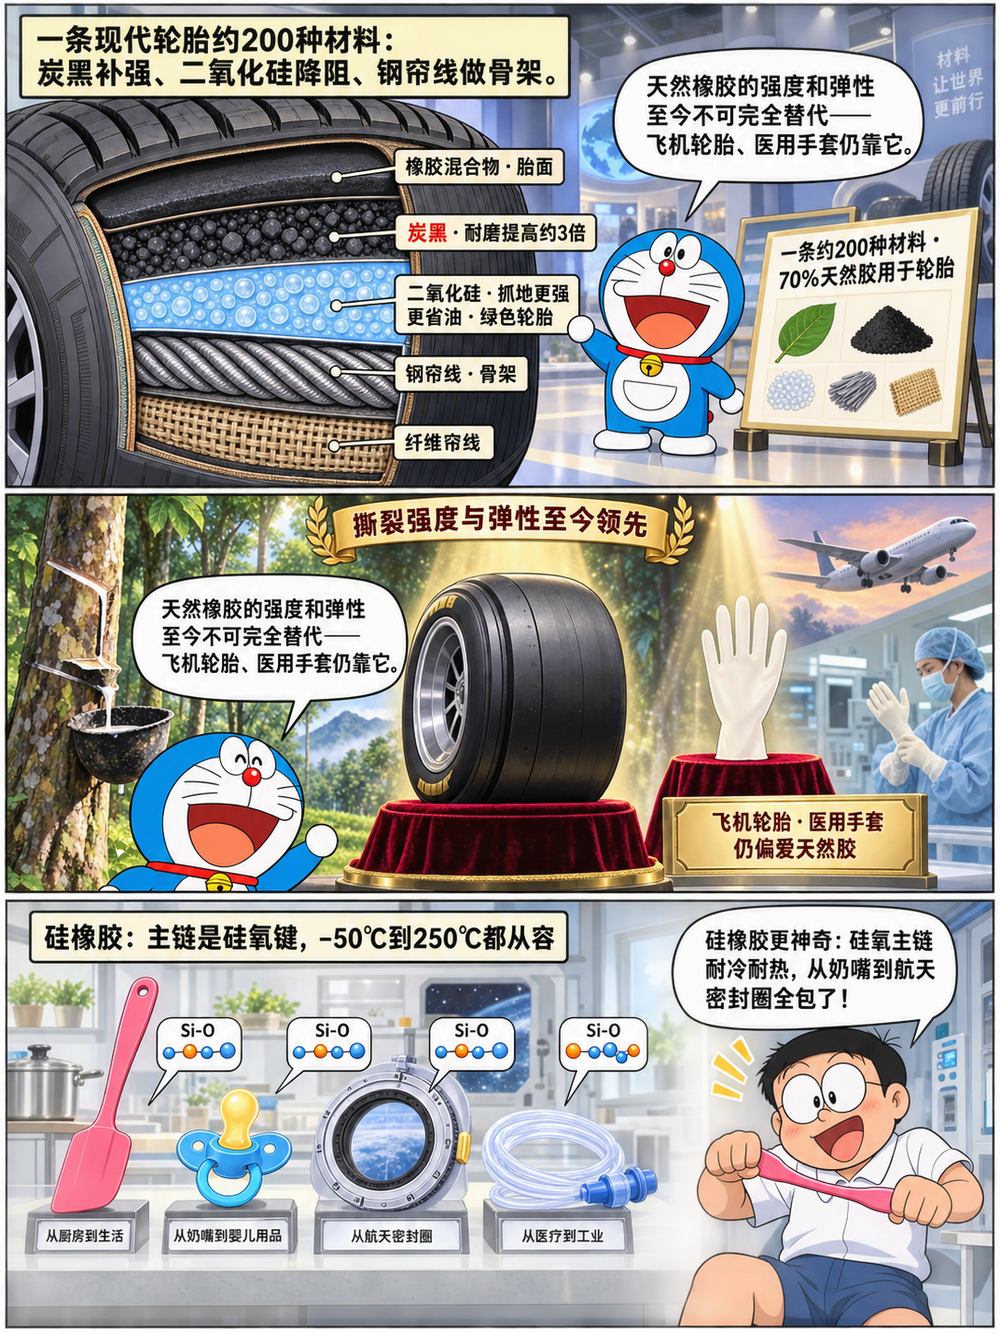 一条现代轮胎约200种材料：
炭黑补强、二氧化硅降阻、钢帘线做骨架。
材料
让世界
更前行
天然橡胶的强度和弹性
至今不可完全替代——
飞机轮胎、医用手套仍靠它。
橡胶混合物·胎面
炭黑·耐磨提高约3倍
二氧化硅·抓地更强
更省油·绿色轮胎
钢帘线·骨架
纤维帘线
一条约200种材料·
70%天然胶用于轮胎
撕裂强度与弹性至今领先
天然橡胶的强度和弹性
至今不可完全替代——
飞机轮胎、医用手套仍靠它。
飞机轮胎·医用手套
仍偏爱天然胶
硅橡胶：主链是硅氧键，-50℃到250℃都从容
硅橡胶更神奇：硅氧主链
耐冷耐热，从奶嘴到航天
密封圈全包了！
Si-O
Si-O
Si-O
Si-O
从厨房到生活
从奶嘴到婴儿用品
从航天密封圈
从医疗到工业